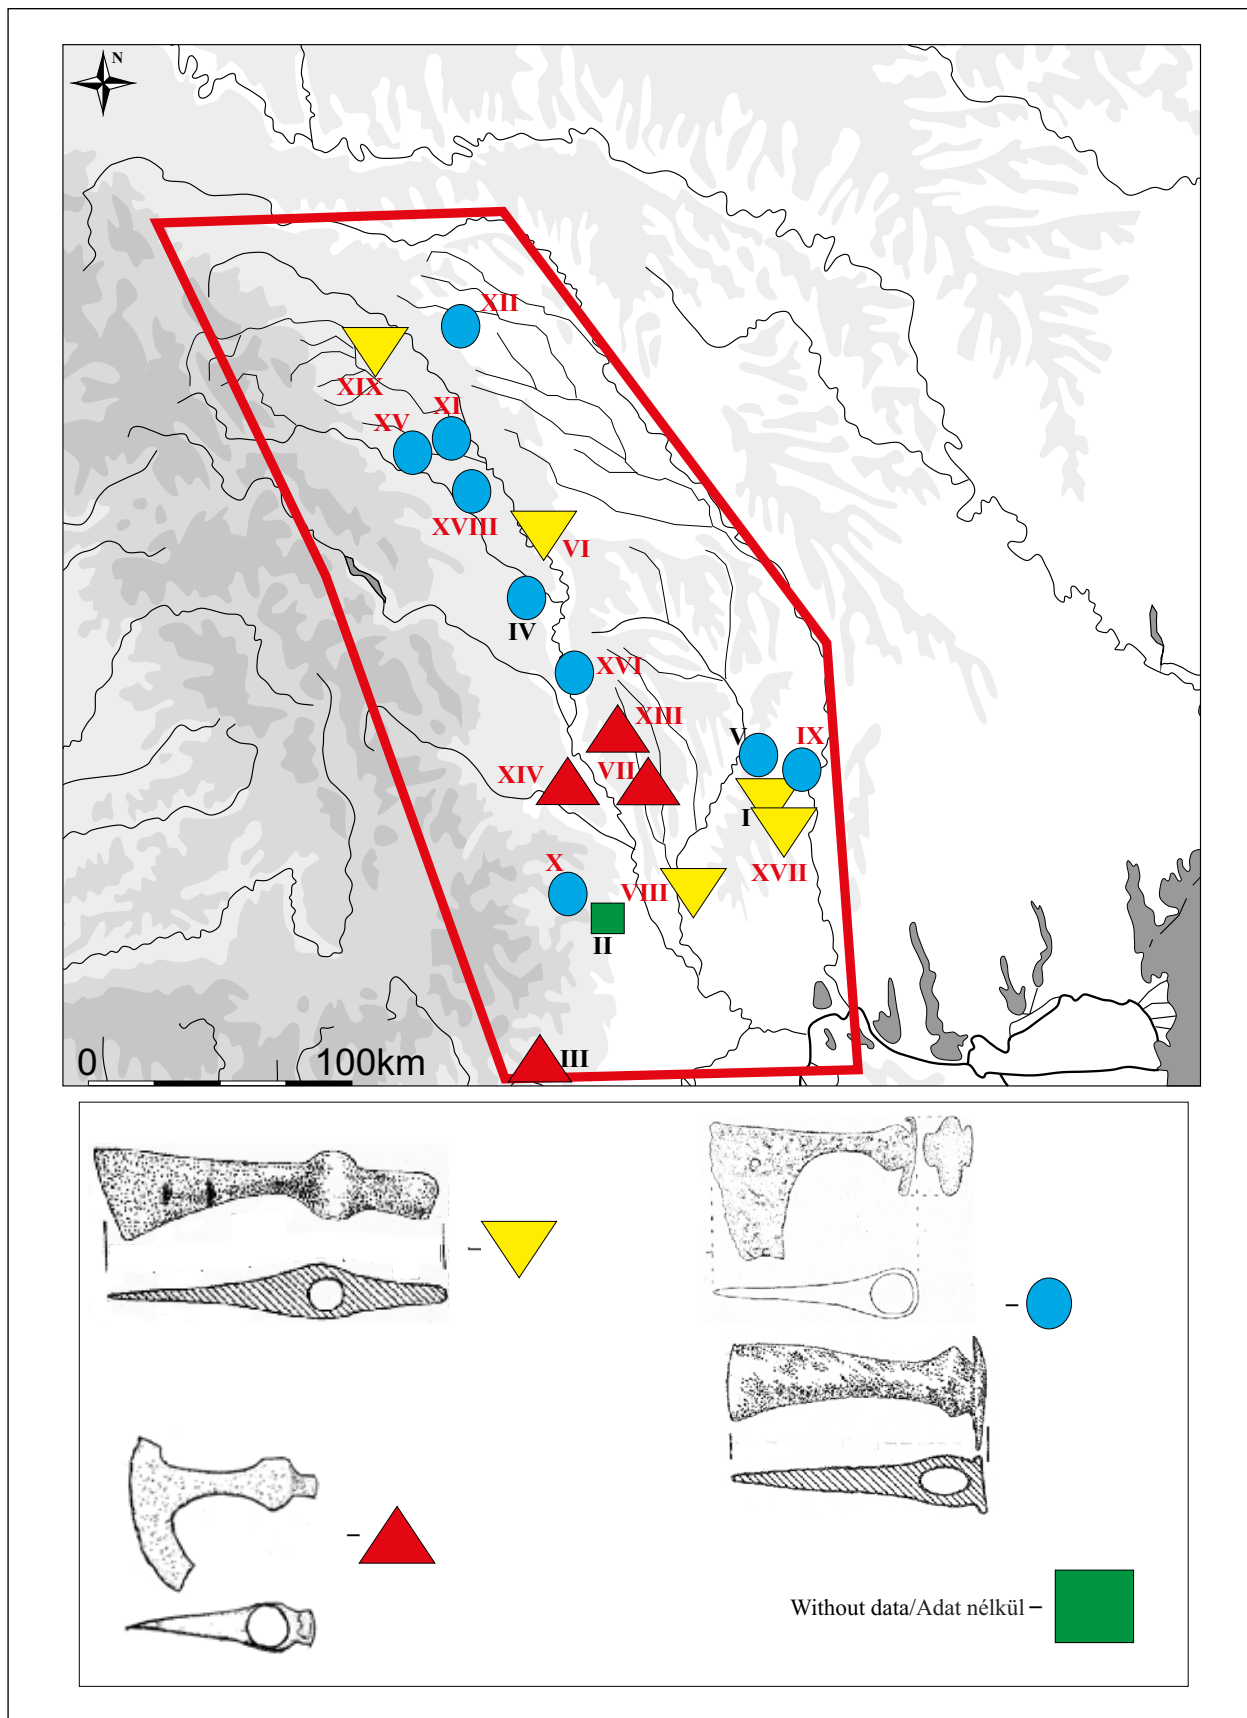 N
XII
XIX
XI
XV
XVIII
VI
IV
XVI
XIII
V
IX
XIV
VII
I
X
VIII
XVII
II
III
0
100km
Without data/Adat nélkül –